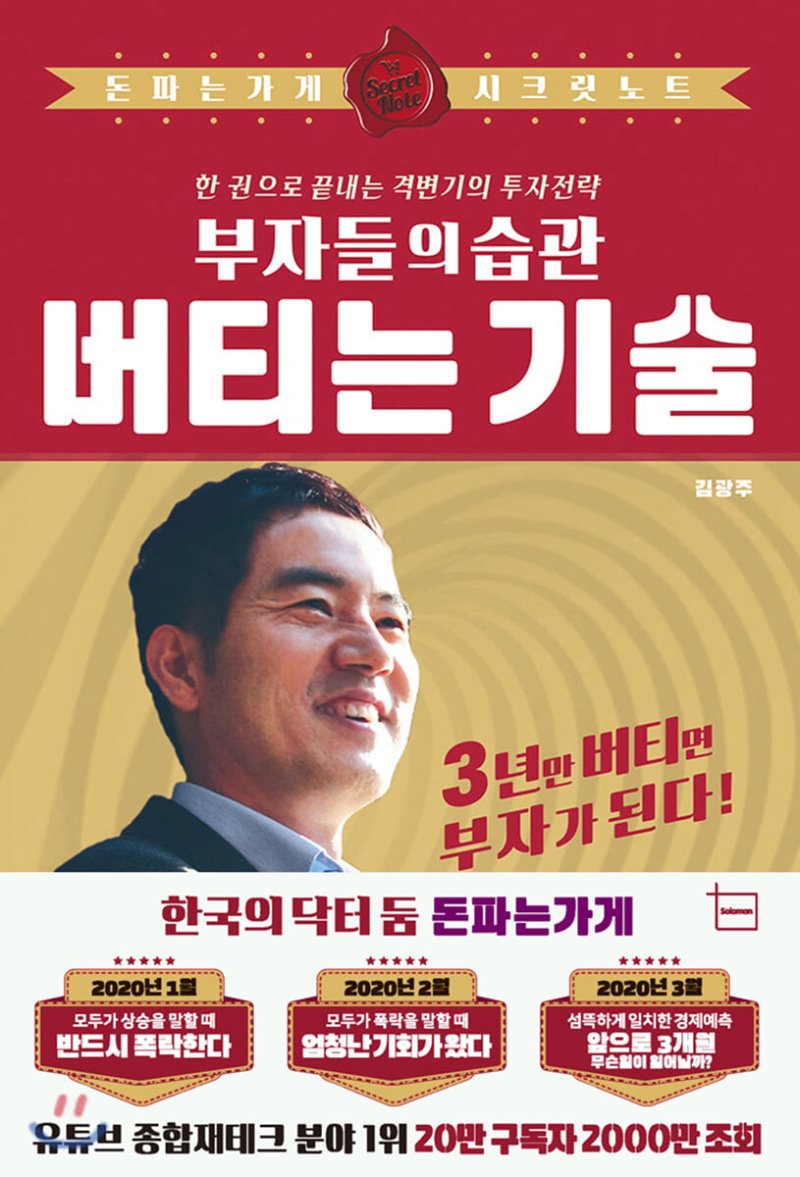 돈파는가게 Secret Note 시크릿노트
한 권으로 끝내는 격변기의 투자전략
부자들의 습관
버티는 기술
김광주
3년만 버티면
부자가 된다!
한국의 닥터 둠 돈파는가게
Solomon
2020년 1월
모두가 상승을 말할 때
반드시 폭락한다
2020년 2월
모두가 폭락을 말할 때
엄청난 기회가 왔다
2020년 3월
섬뜩하게 일치한 경제예측
앞으로 3개월
무슨일이 일어날까?
유튜브 종합재테크 분야 1위 20만 구독자 2000만 조회